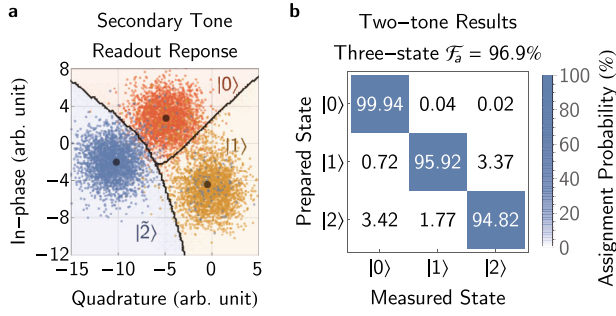 a
Secondary Tone
Readout Reponse
In-phase (arb. unit)
8
4
0
-4
-8
-12
|0⟩
|1⟩
|2̃⟩
-15 -10 -5 0 5
Quadrature (arb. unit)
b
Two-tone Results
Three-state ℱₐ = 96.9%
Prepared State
|0⟩ 99.94 0.04 0.02
|1⟩ 0.72 95.92 3.37
|2⟩ 3.42 1.77 94.82
|0⟩ |1⟩ |2⟩
Measured State
100
80
60
40
20
0
Assignment Probability (%)